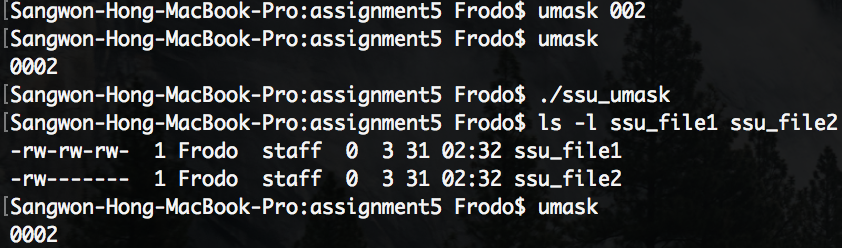 [Sangwon-Hong-MacBook-Pro:assignment5 Frodo$ umask 002
[Sangwon-Hong-MacBook-Pro:assignment5 Frodo$ umask
0002
[Sangwon-Hong-MacBook-Pro:assignment5 Frodo$ ./ssu_umask
[Sangwon-Hong-MacBook-Pro:assignment5 Frodo$ ls -l ssu_file1 ssu_file2
-rw-rw-rw-  1 Frodo  staff  0  3 31 02:32 ssu_file1
-rw-------  1 Frodo  staff  0  3 31 02:32 ssu_file2
[Sangwon-Hong-MacBook-Pro:assignment5 Frodo$ umask
0002